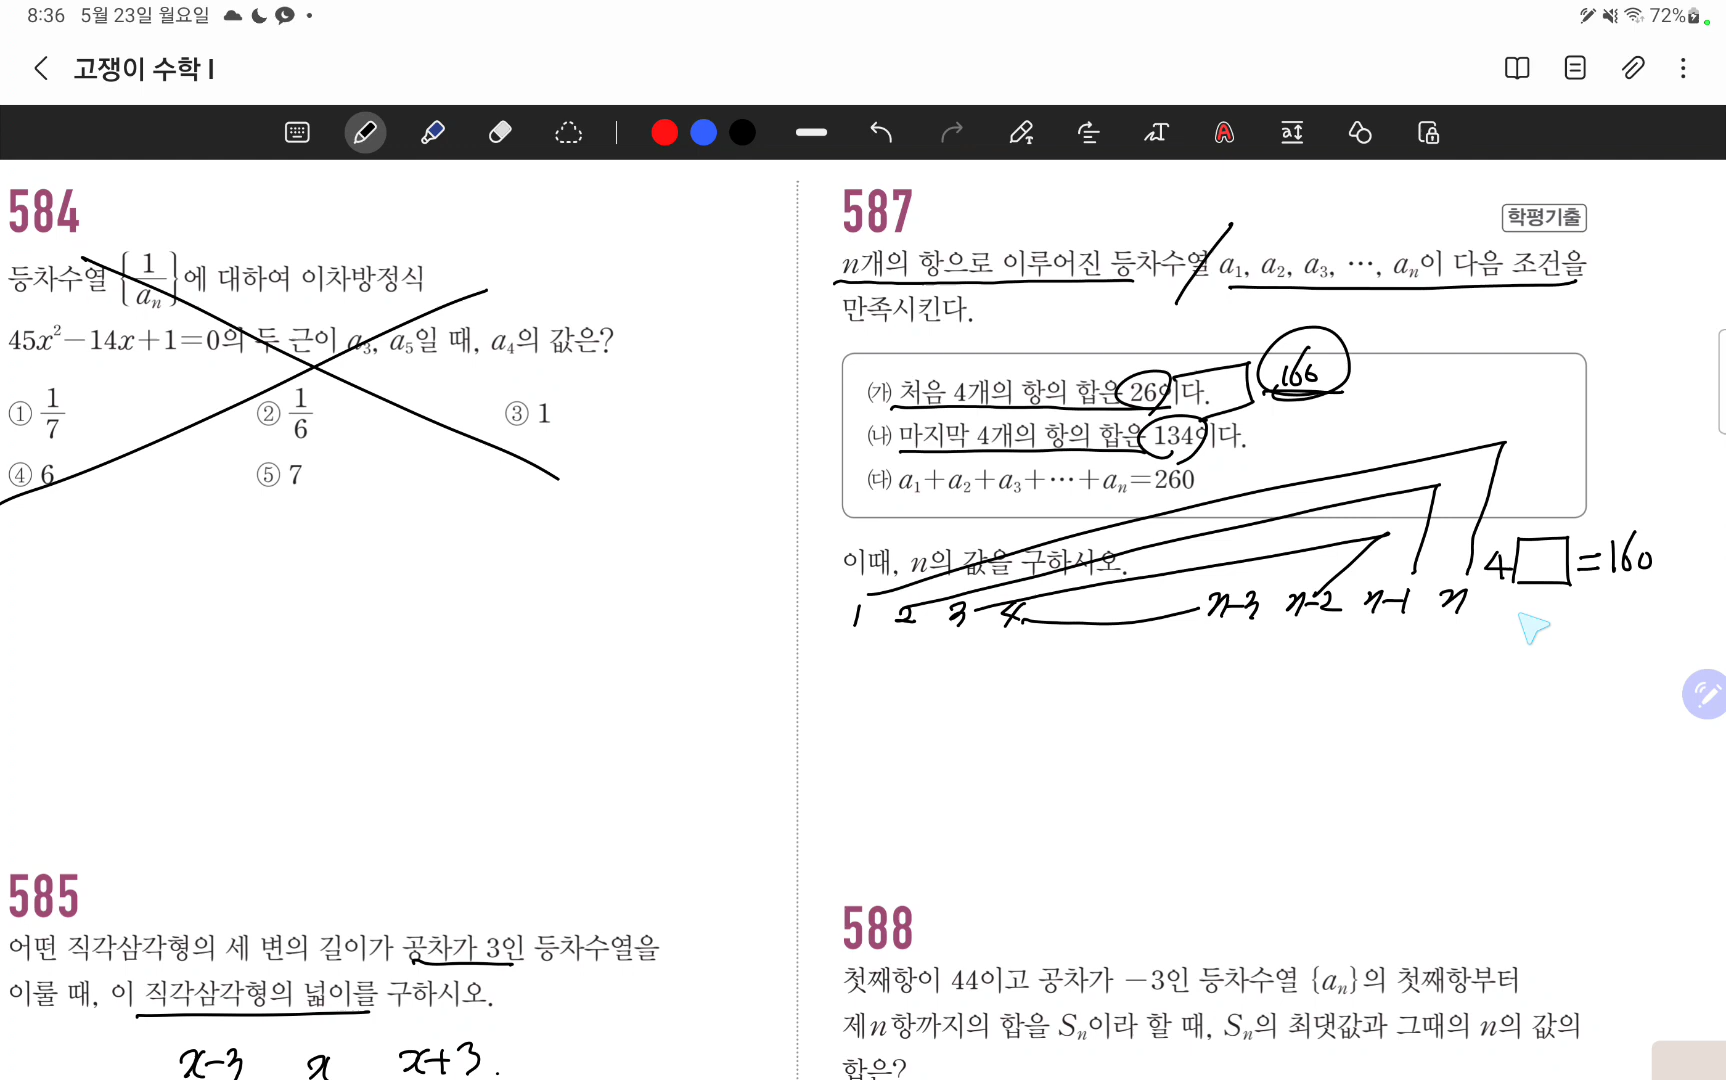 8:36 5월 23일 월요일 72%
고쟁이 수학 I
584
등차수열 {1/aₙ}에 대하여 이차방정식
45x²−14x+1=0의 두 근이 a₃, a₅일 때, a₄의 값은?
① 1/7 ② 1/6 ③ 1
④ 6 ⑤ 7
585
어떤 직각삼각형의 세 변의 길이가 공차가 3인 등차수열을
이룰 때, 이 직각삼각형의 넓이를 구하시오.
x-3 x x+3.
587 학평기출
n개의 항으로 이루어진 등차수열 a₁, a₂, a₃, ⋯, aₙ이 다음 조건을
만족시킨다.
㈎ 처음 4개의 항의 합은 26이다. 160
㈏ 마지막 4개의 항의 합은 134이다.
㈐ a₁+a₂+a₃+⋯+aₙ=260
이때, n의 값을 구하시오. 4□=160
1 2 3 4 n-3 n-2 n-1 n
588
첫째항이 44이고 공차가 −3인 등차수열 {aₙ}의 첫째항부터
제n항까지의 합을 Sₙ이라 할 때, Sₙ의 최댓값과 그때의 n의 값의
합은?